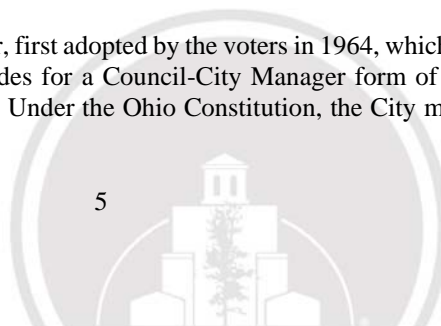 r, first adopted by the voters in 1964, which
des for a Council-City Manager form of
Under the Ohio Constitution, the City m
5